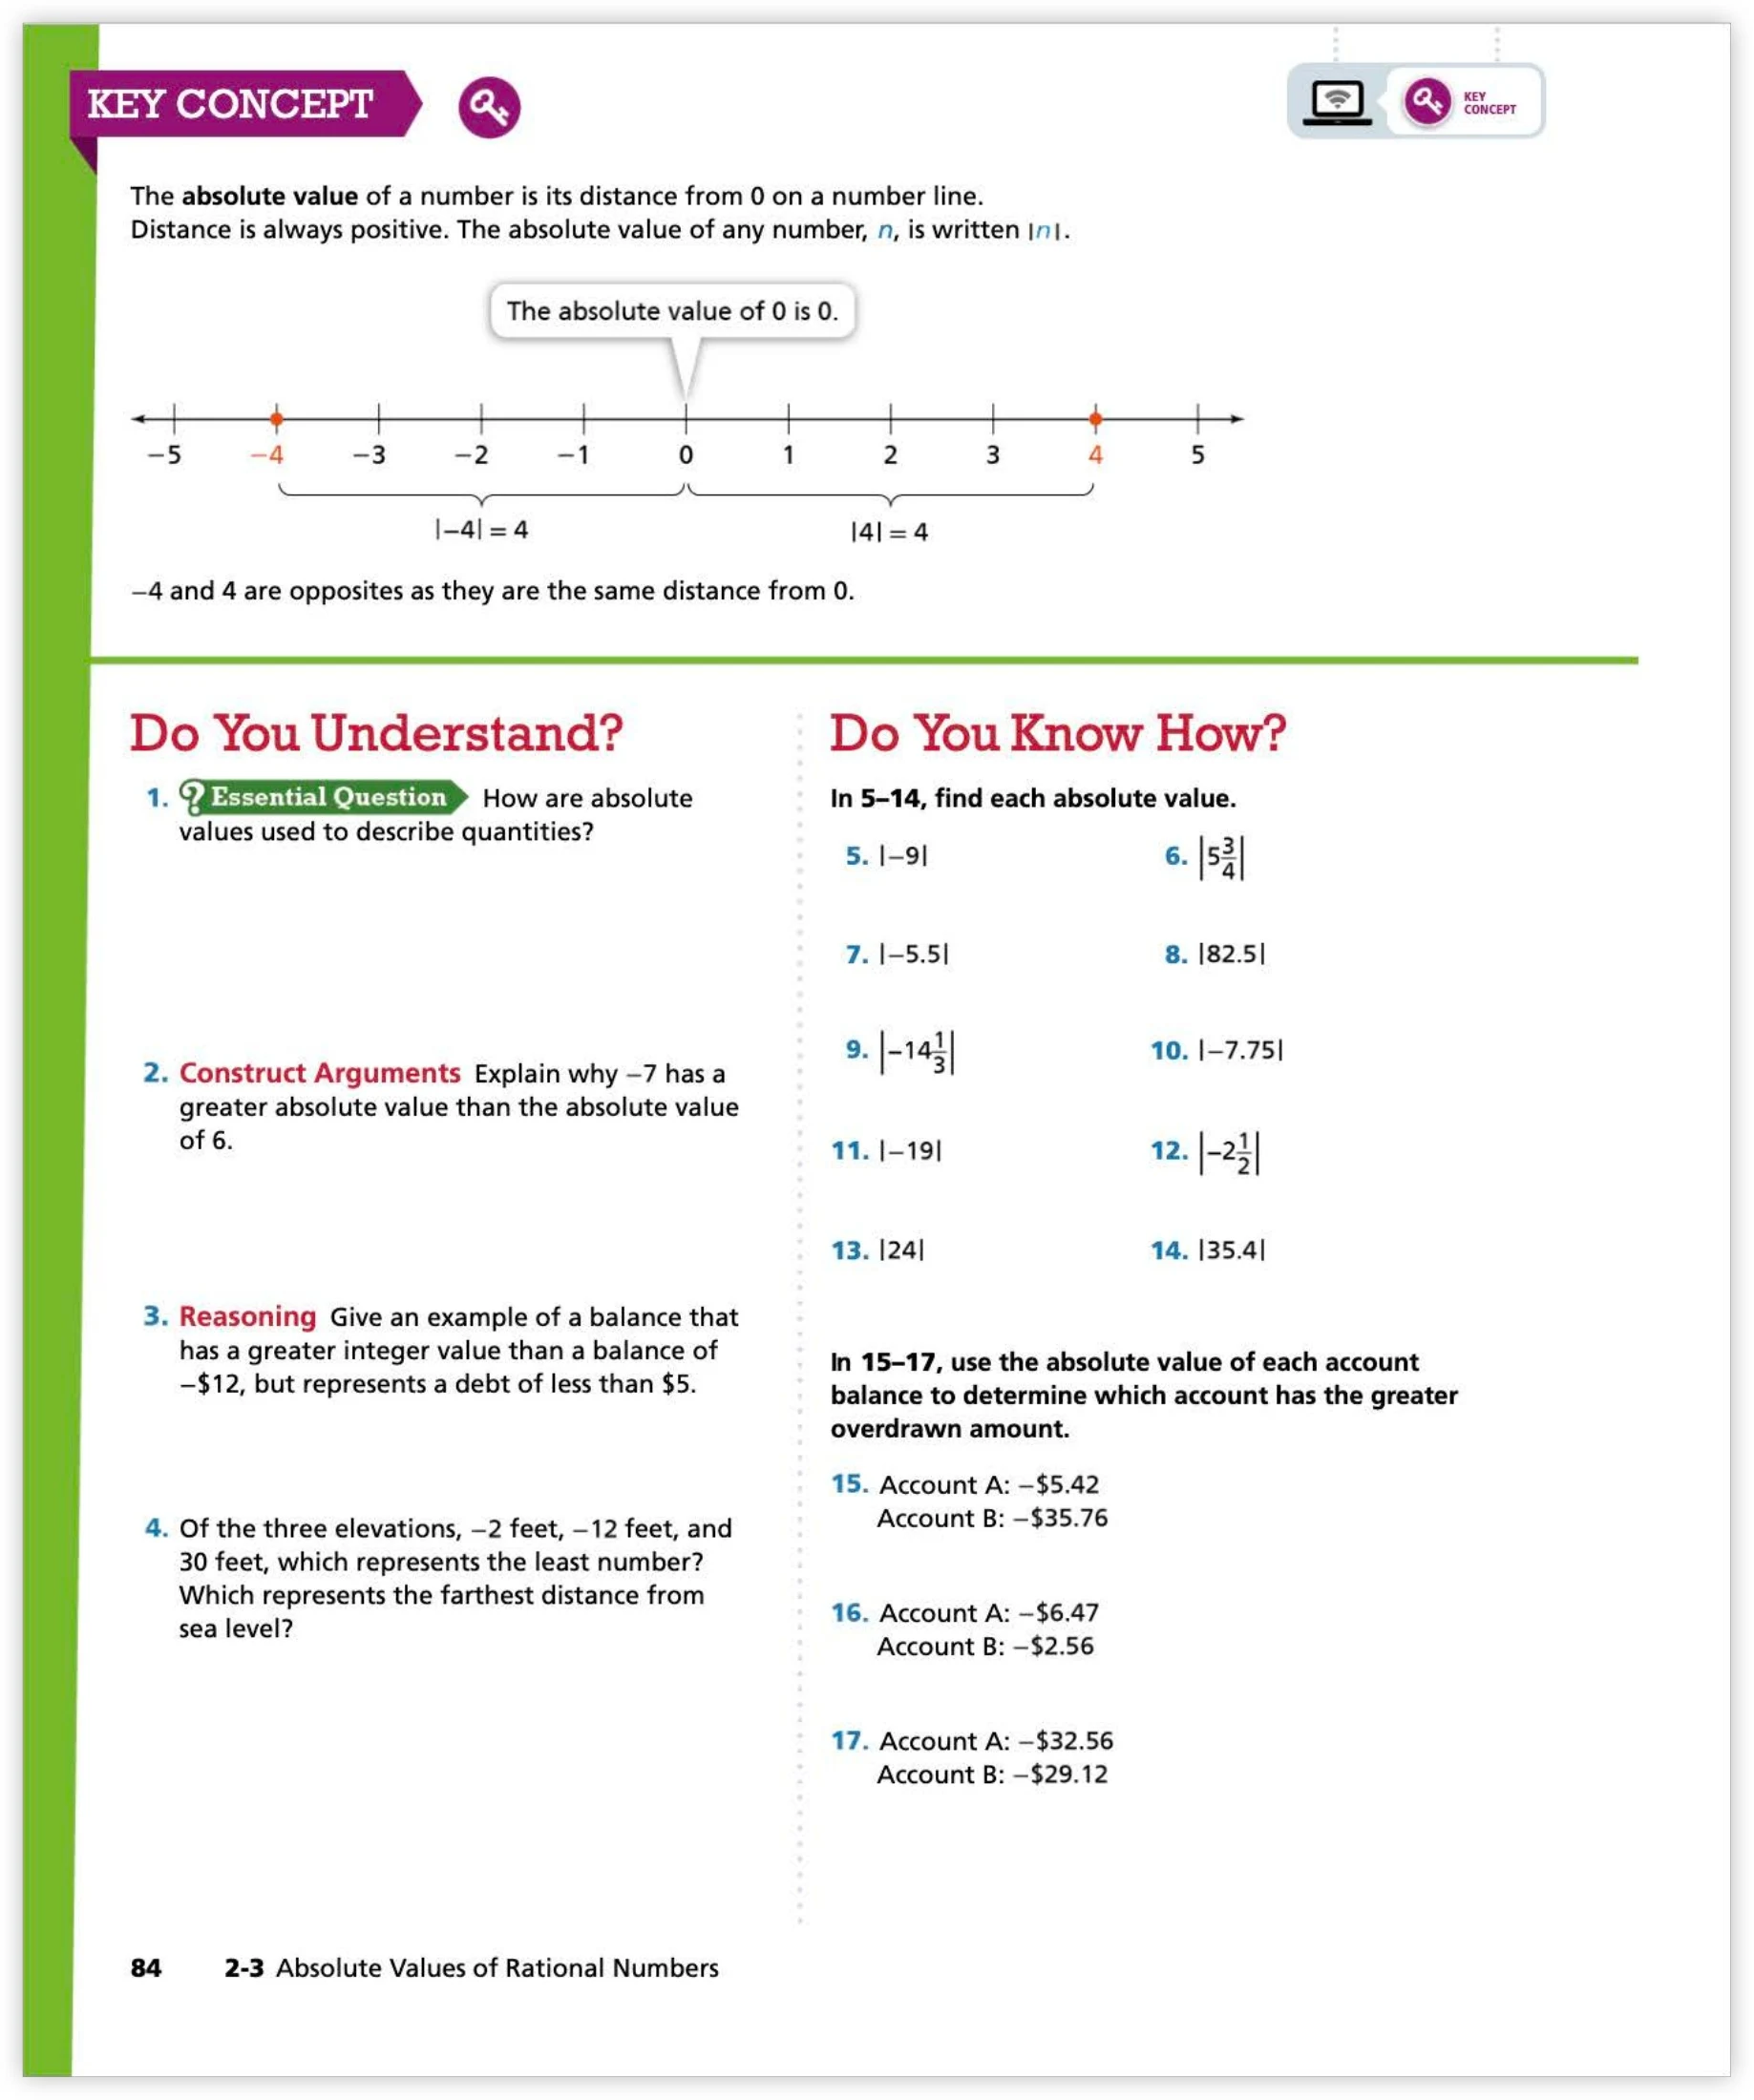 KEY CONCEPT
KEY
CONCEPT
The absolute value of a number is its distance from 0 on a number line.
Distance is always positive. The absolute value of any number, n, is written |n|.
The absolute value of 0 is 0.
−5 −4 −3 −2 −1 0 1 2 3 4 5
|−4| = 4 |4| = 4
−4 and 4 are opposites as they are the same distance from 0.
Do You Understand?
1. ? Essential Question How are absolute
values used to describe quantities?
2. Construct Arguments Explain why −7 has a
greater absolute value than the absolute value
of 6.
3. Reasoning Give an example of a balance that
has a greater integer value than a balance of
−$12, but represents a debt of less than $5.
4. Of the three elevations, −2 feet, −12 feet, and
30 feet, which represents the least number?
Which represents the farthest distance from
sea level?
Do You Know How?
In 5–14, find each absolute value.
5. |−9| 6. |5 3/4|
7. |−5.5| 8. |82.5|
9. |−14 1/3| 10. |−7.75|
11. |−19| 12. |−2 1/2|
13. |24| 14. |35.4|
In 15–17, use the absolute value of each account
balance to determine which account has the greater
overdrawn amount.
15. Account A: −$5.42
Account B: −$35.76
16. Account A: −$6.47
Account B: −$2.56
17. Account A: −$32.56
Account B: −$29.12
84 2-3 Absolute Values of Rational Numbers